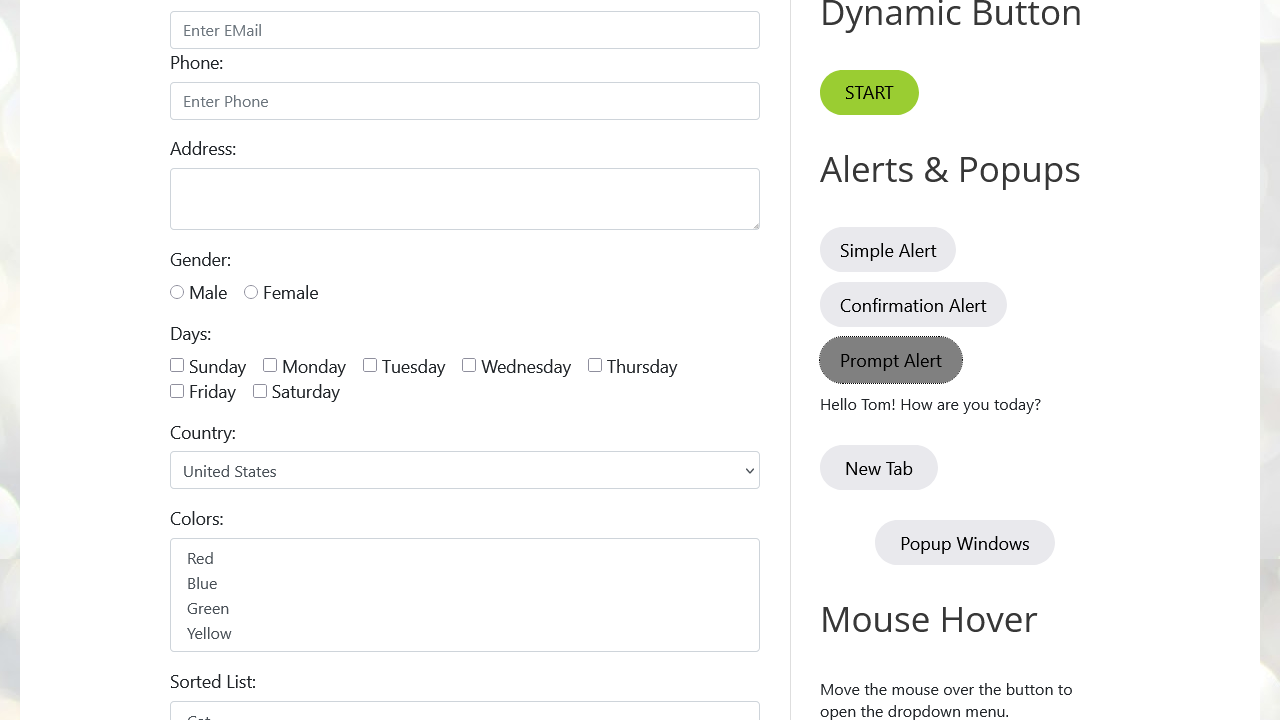 Enter EMail
Phone:
Enter Phone
Address:
Gender:
Male Female
Days:
Sunday Monday Tuesday Wednesday Thursday
Friday Saturday
Country:
United States
Colors:
Red
Blue
Green
Yellow
Sorted List:
Cat
Dynamic Button
START
Alerts & Popups
Simple Alert
Confirmation Alert
Prompt Alert
Hello Tom! How are you today?
New Tab
Popup Windows
Mouse Hover
Move the mouse over the button to
open the dropdown menu.